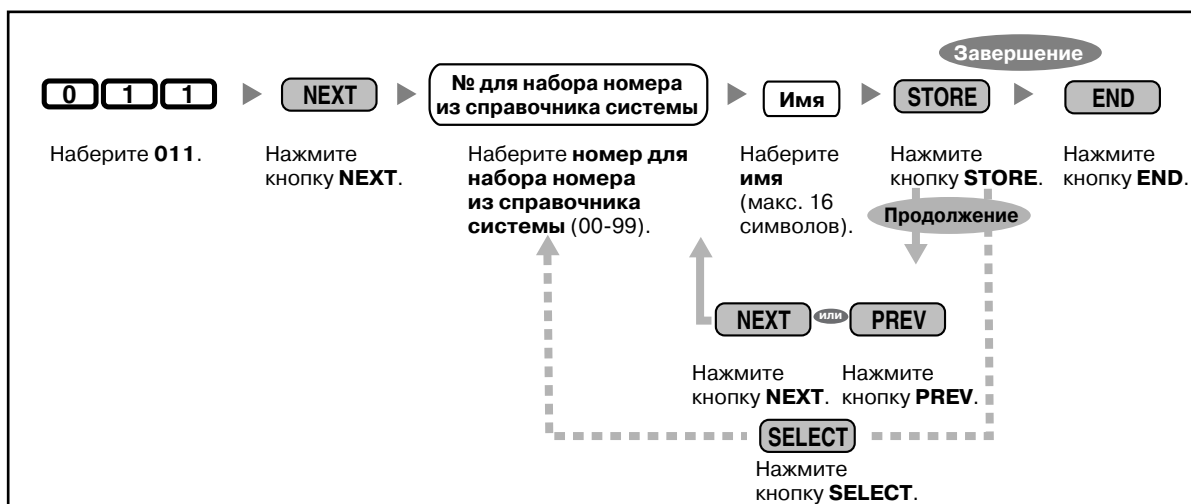 Завершение
0 1 1
NEXT
№ для набора номера
из справочника системы
Имя
STORE
END
Наберите 011.
Нажмите
кнопку NEXT.
Наберите номер для
набора номера
из справочника
системы (00-99).
Наберите
имя
(макс. 16
символов).
Нажмите
кнопку STORE.
Нажмите
кнопку END.
Продолжение
NEXT
или
PREV
Нажмите
кнопку NEXT.
Нажмите
кнопку PREV.
SELECT
Нажмите
кнопку SELECT.